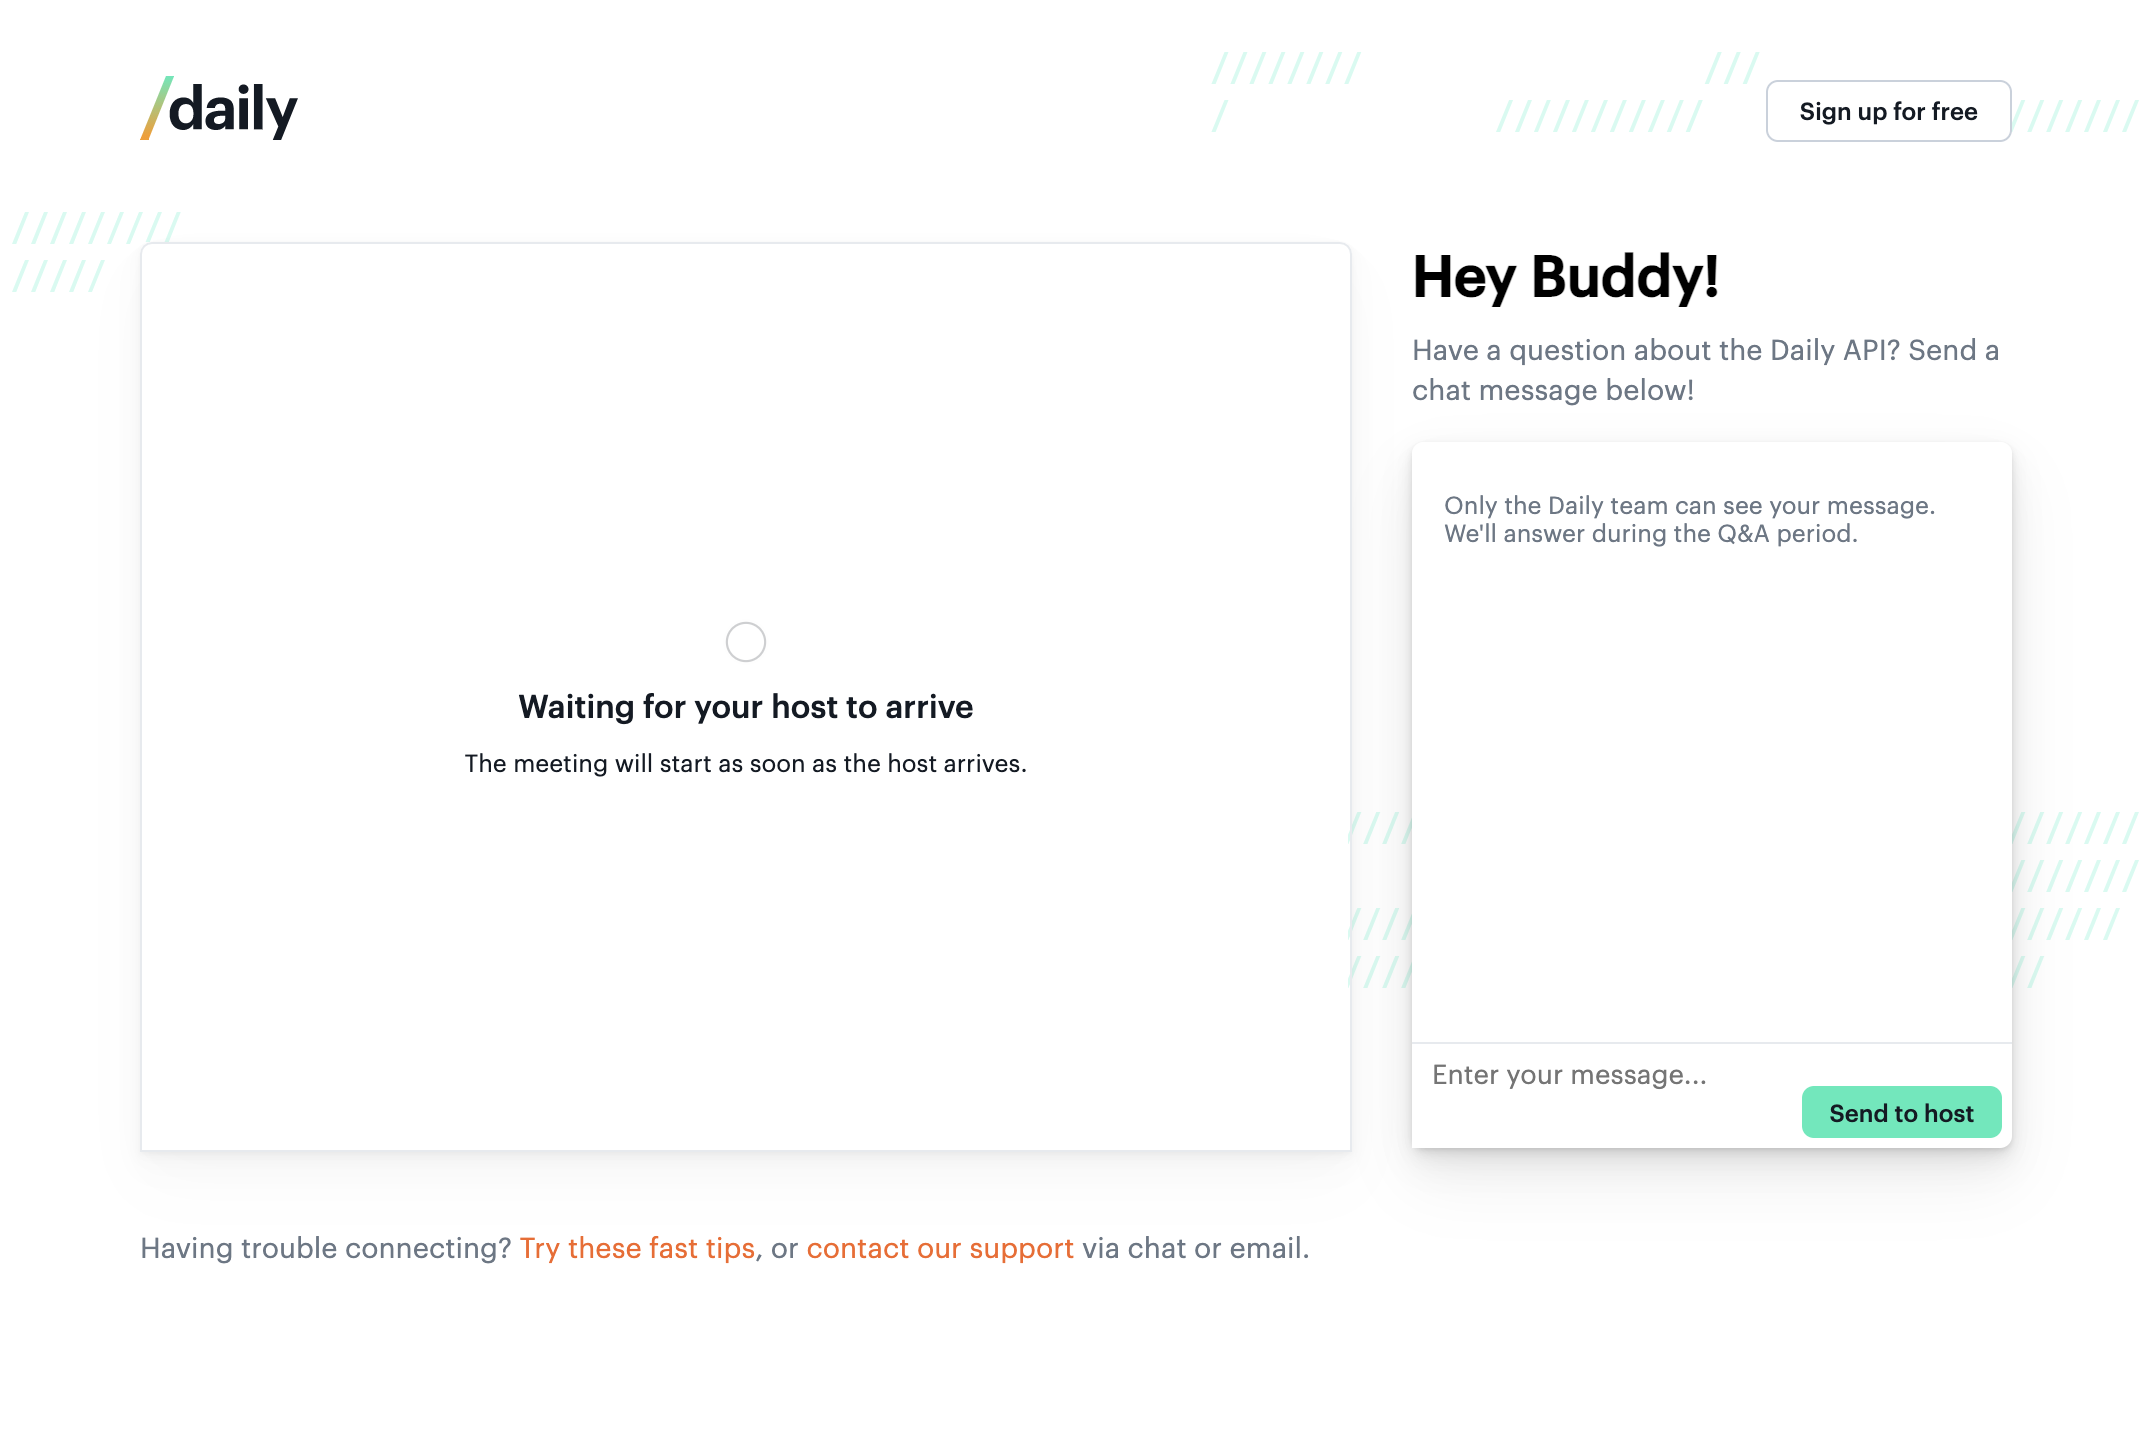 /daily
Sign up for free
Waiting for your host to arrive
The meeting will start as soon as the host arrives.
Hey Buddy!
Have a question about the Daily API? Send a
chat message below!
Only the Daily team can see your message.
We'll answer during the Q&A period.
Enter your message...
Send to host
Having trouble connecting? Try these fast tips, or contact our support via chat or email.